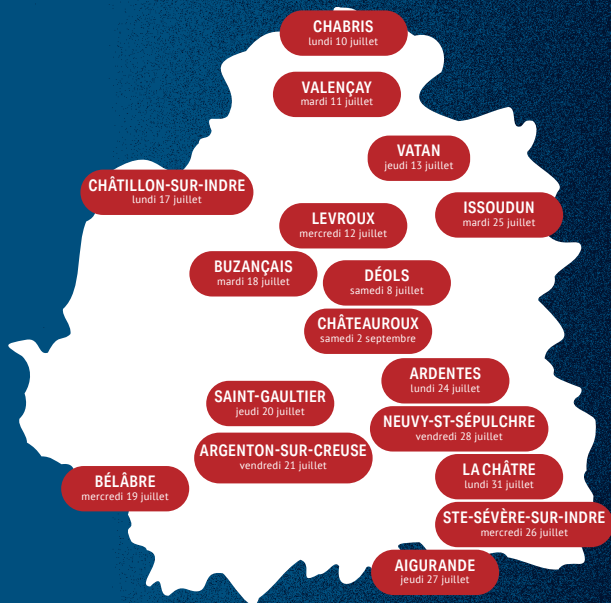 CHABRIS
lundi 10 juillet
VALENÇAY
mardi 11 juillet
VATAN
jeudi 13 juillet
CHÂTILLON-SUR-INDRE
lundi 17 juillet
ISSOUDUN
mardi 25 juillet
LEVROUX
mercredi 12 juillet
BUZANÇAIS
mardi 18 juillet
DÉOLS
samedi 8 juillet
CHÂTEAUROUX
samedi 2 septembre
ARDENTES
lundi 24 juillet
SAINT-GAULTIER
jeudi 20 juillet
NEUVY-ST-SÉPULCHRE
vendredi 28 juillet
ARGENTON-SUR-CREUSE
vendredi 21 juillet
LA CHÂTRE
lundi 31 juillet
BÉLÂBRE
mercredi 19 juillet
STE-SÉVÈRE-SUR-INDRE
mercredi 26 juillet
AIGURANDE
jeudi 27 juillet